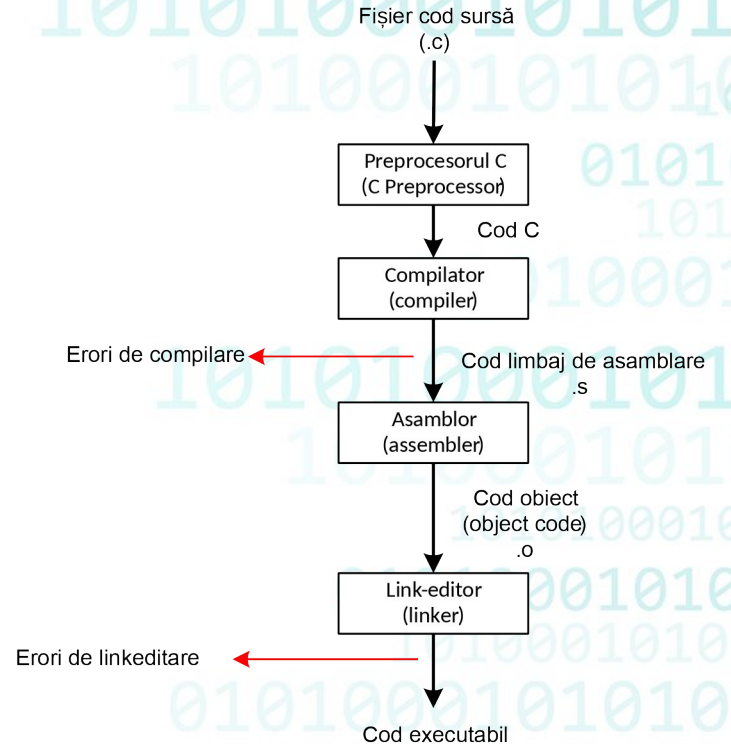 Fișier cod sursă
(.c)
Preprocesorul C
(C Preprocessor)
Cod C
Compilator
(compiler)
Erori de compilare
Cod limbaj de asamblare
.s
Asamblor
(assembler)
Cod obiect
(object code)
.o
Link-editor
(linker)
Erori de linkeditare
Cod executabil